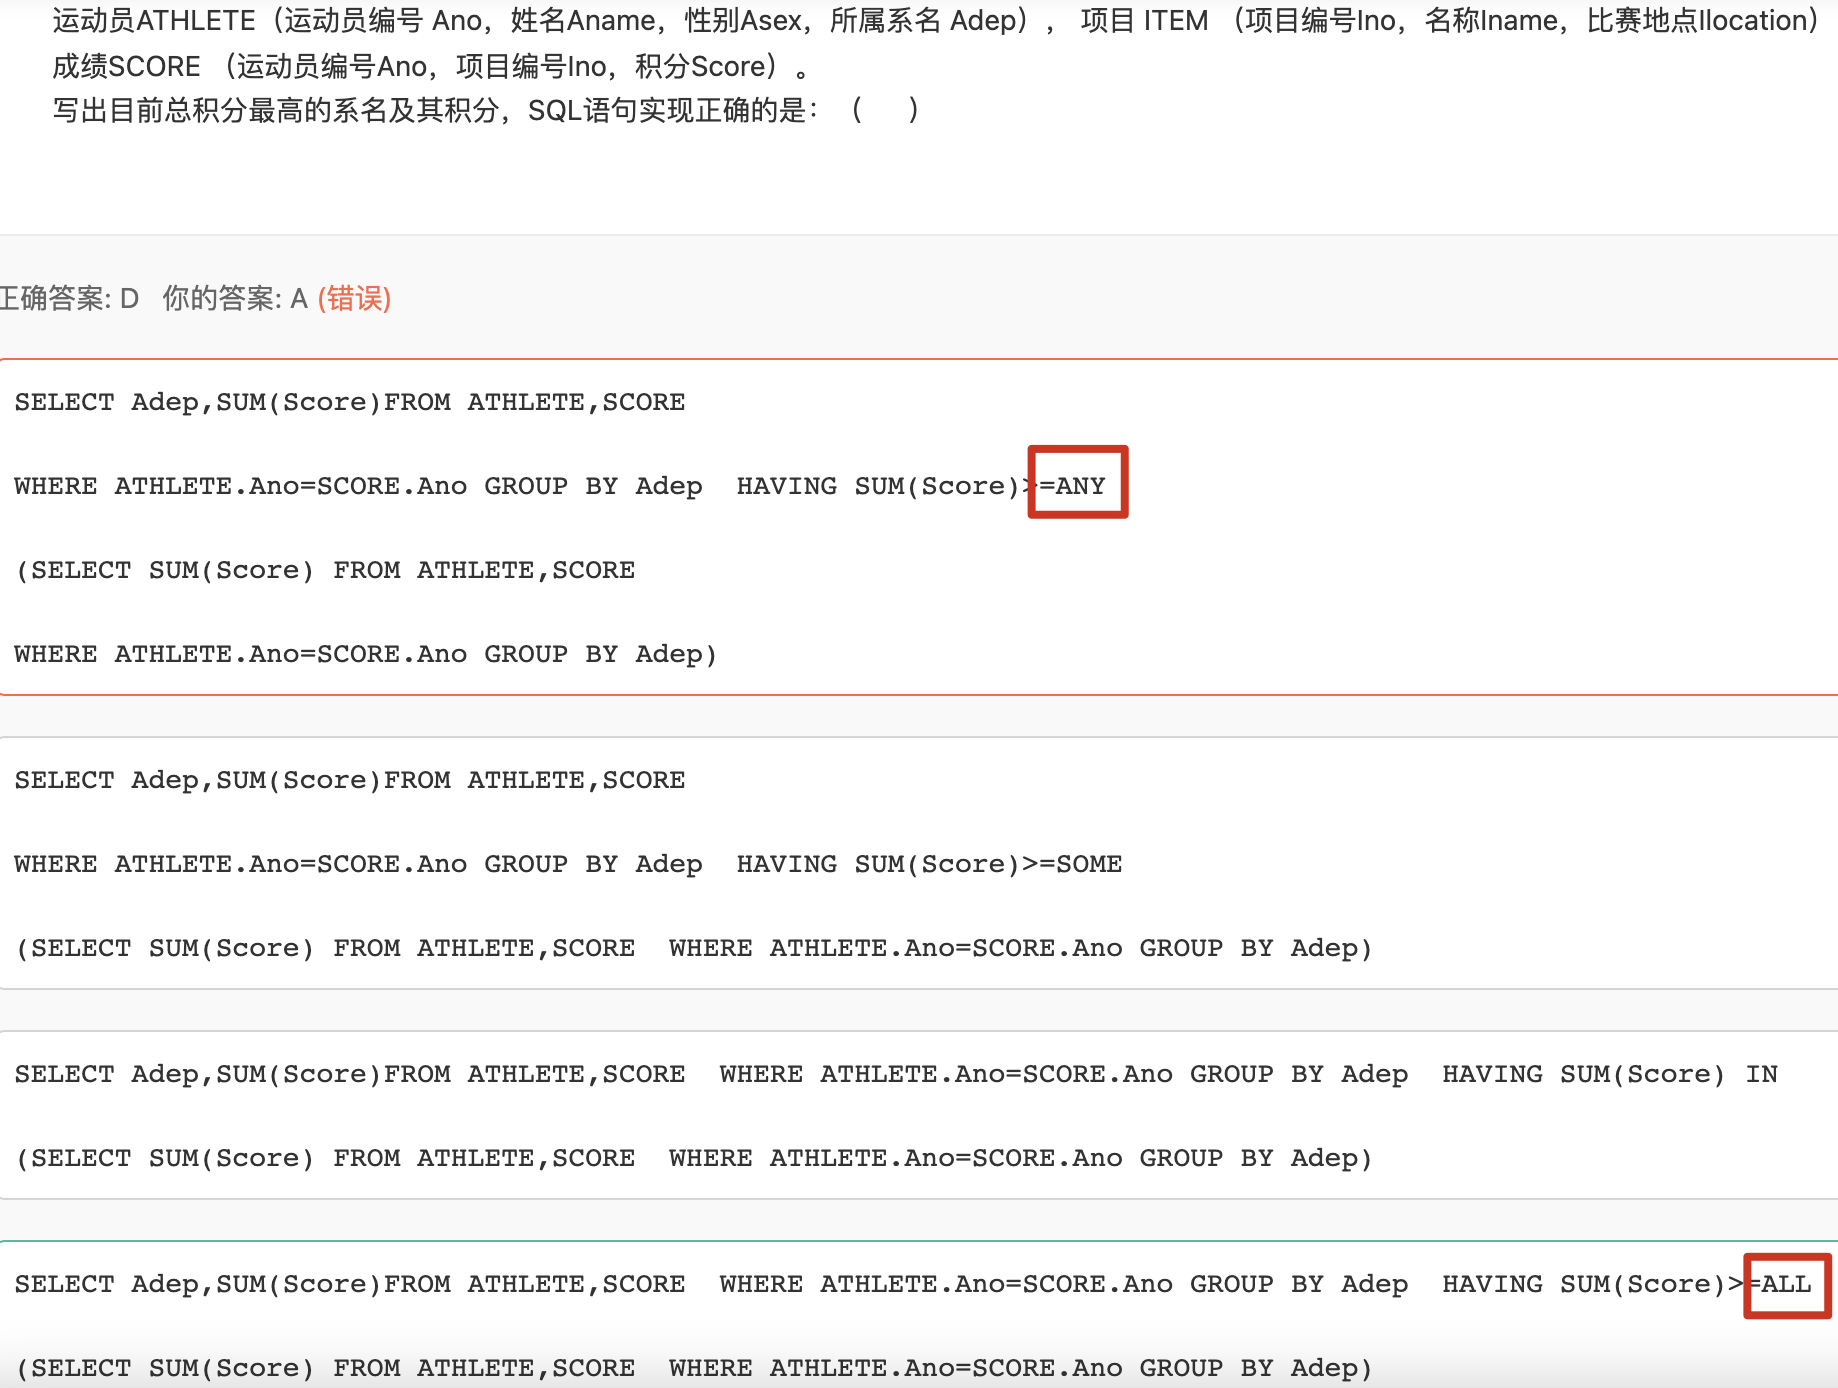 运动员ATHLETE（运动员编号 Ano，姓名Aname，性别Asex，所属系名 Adep）， 项目 ITEM （项目编号Ino，名称Iname，比赛地点Ilocation）
成绩SCORE （运动员编号Ano，项目编号Ino，积分Score）。
写出目前总积分最高的系名及其积分，SQL语句实现正确的是： （ ）
正确答案: D 你的答案: A (错误)
SELECT Adep,SUM(Score)FROM ATHLETE,SCORE
WHERE ATHLETE.Ano=SCORE.Ano GROUP BY Adep HAVING SUM(Score)>=ANY
(SELECT SUM(Score) FROM ATHLETE,SCORE
WHERE ATHLETE.Ano=SCORE.Ano GROUP BY Adep)
SELECT Adep,SUM(Score)FROM ATHLETE,SCORE
WHERE ATHLETE.Ano=SCORE.Ano GROUP BY Adep HAVING SUM(Score)>=SOME
(SELECT SUM(Score) FROM ATHLETE,SCORE WHERE ATHLETE.Ano=SCORE.Ano GROUP BY Adep)
SELECT Adep,SUM(Score)FROM ATHLETE,SCORE WHERE ATHLETE.Ano=SCORE.Ano GROUP BY Adep HAVING SUM(Score) IN
(SELECT SUM(Score) FROM ATHLETE,SCORE WHERE ATHLETE.Ano=SCORE.Ano GROUP BY Adep)
SELECT Adep,SUM(Score)FROM ATHLETE,SCORE WHERE ATHLETE.Ano=SCORE.Ano GROUP BY Adep HAVING SUM(Score)>=ALL
(SELECT SUM(Score) FROM ATHLETE,SCORE WHERE ATHLETE.Ano=SCORE.Ano GROUP BY Adep)